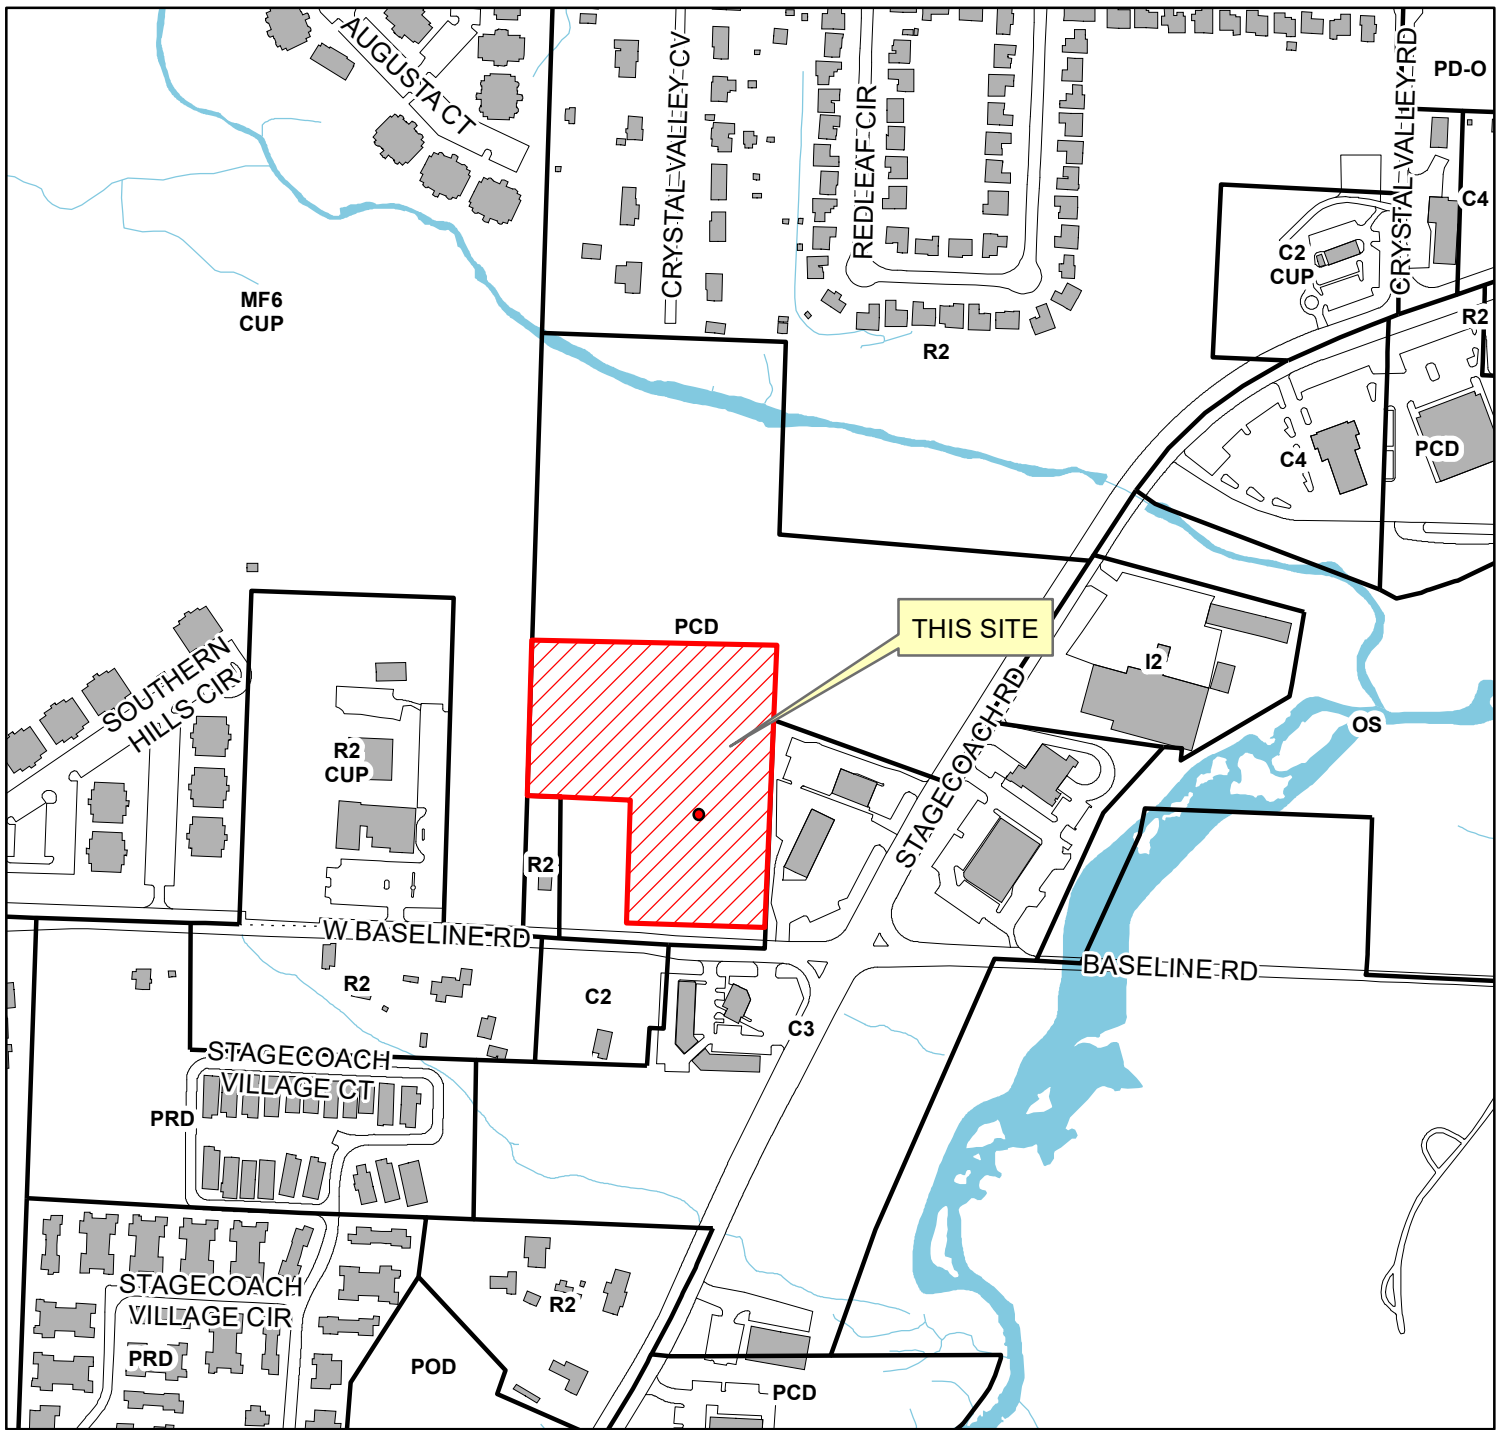 AUGUSTA CT
CRYSTAL VALLEY CV
REDLEAF CIR
CRYSTAL VALLEY RD
PD-O
C4
C2
CUP
MF6
CUP
R2
R2
C4
PCD
THIS SITE
PCD
SOUTHERN
HILLS CIR
I2
STAGECOACH RD
OS
R2
CUP
R2
W BASELINE RD
BASELINE RD
R2
C2
C3
STAGECOACH
VILLAGE CT
PRD
STAGECOACH
VILLAGE CIR
R2
PRD
POD
PCD